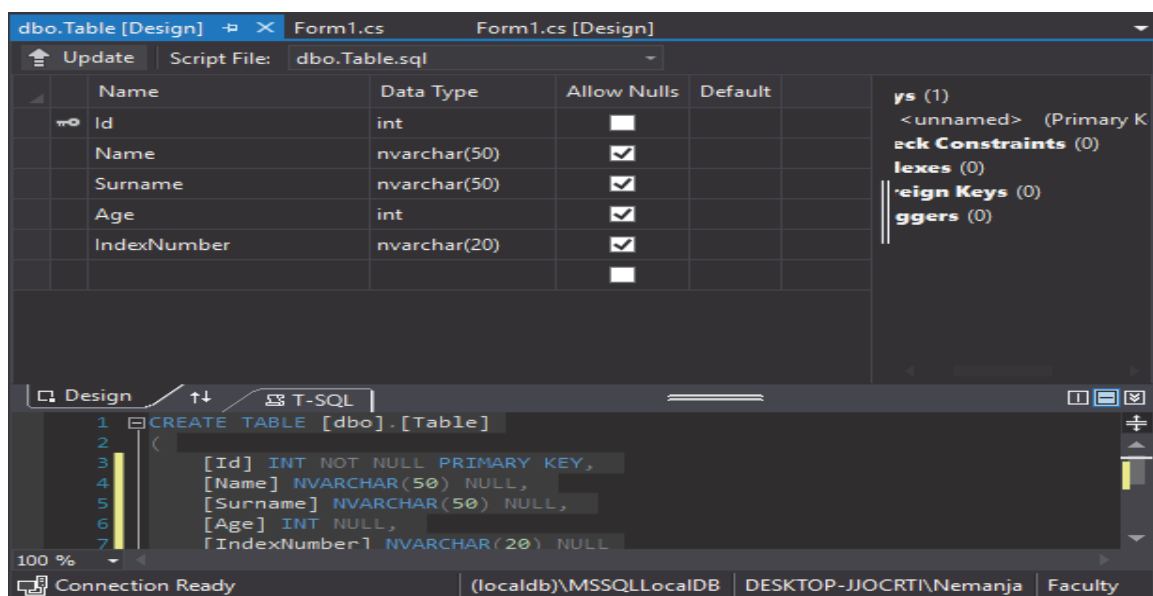 dbo.Table [Design] Form1.cs Form1.cs [Design]
Update Script File: dbo.Table.sql
Name Data Type Allow Nulls Default
Id int
Name nvarchar(50)
Surname nvarchar(50)
Age int
IndexNumber nvarchar(20)
ys (1)
<unnamed> (Primary K
eck Constraints (0)
lexes (0)
reign Keys (0)
ggers (0)
Design T-SQL
1 CREATE TABLE [dbo].[Table]
2 (
3 [Id] INT NOT NULL PRIMARY KEY,
4 [Name] NVARCHAR(50) NULL,
5 [Surname] NVARCHAR(50) NULL,
6 [Age] INT NULL,
7 [IndexNumber] NVARCHAR(20) NULL
100 %
Connection Ready (localdb)\MSSQLLocalDB DESKTOP-JJOCRTI\Nemanja Faculty